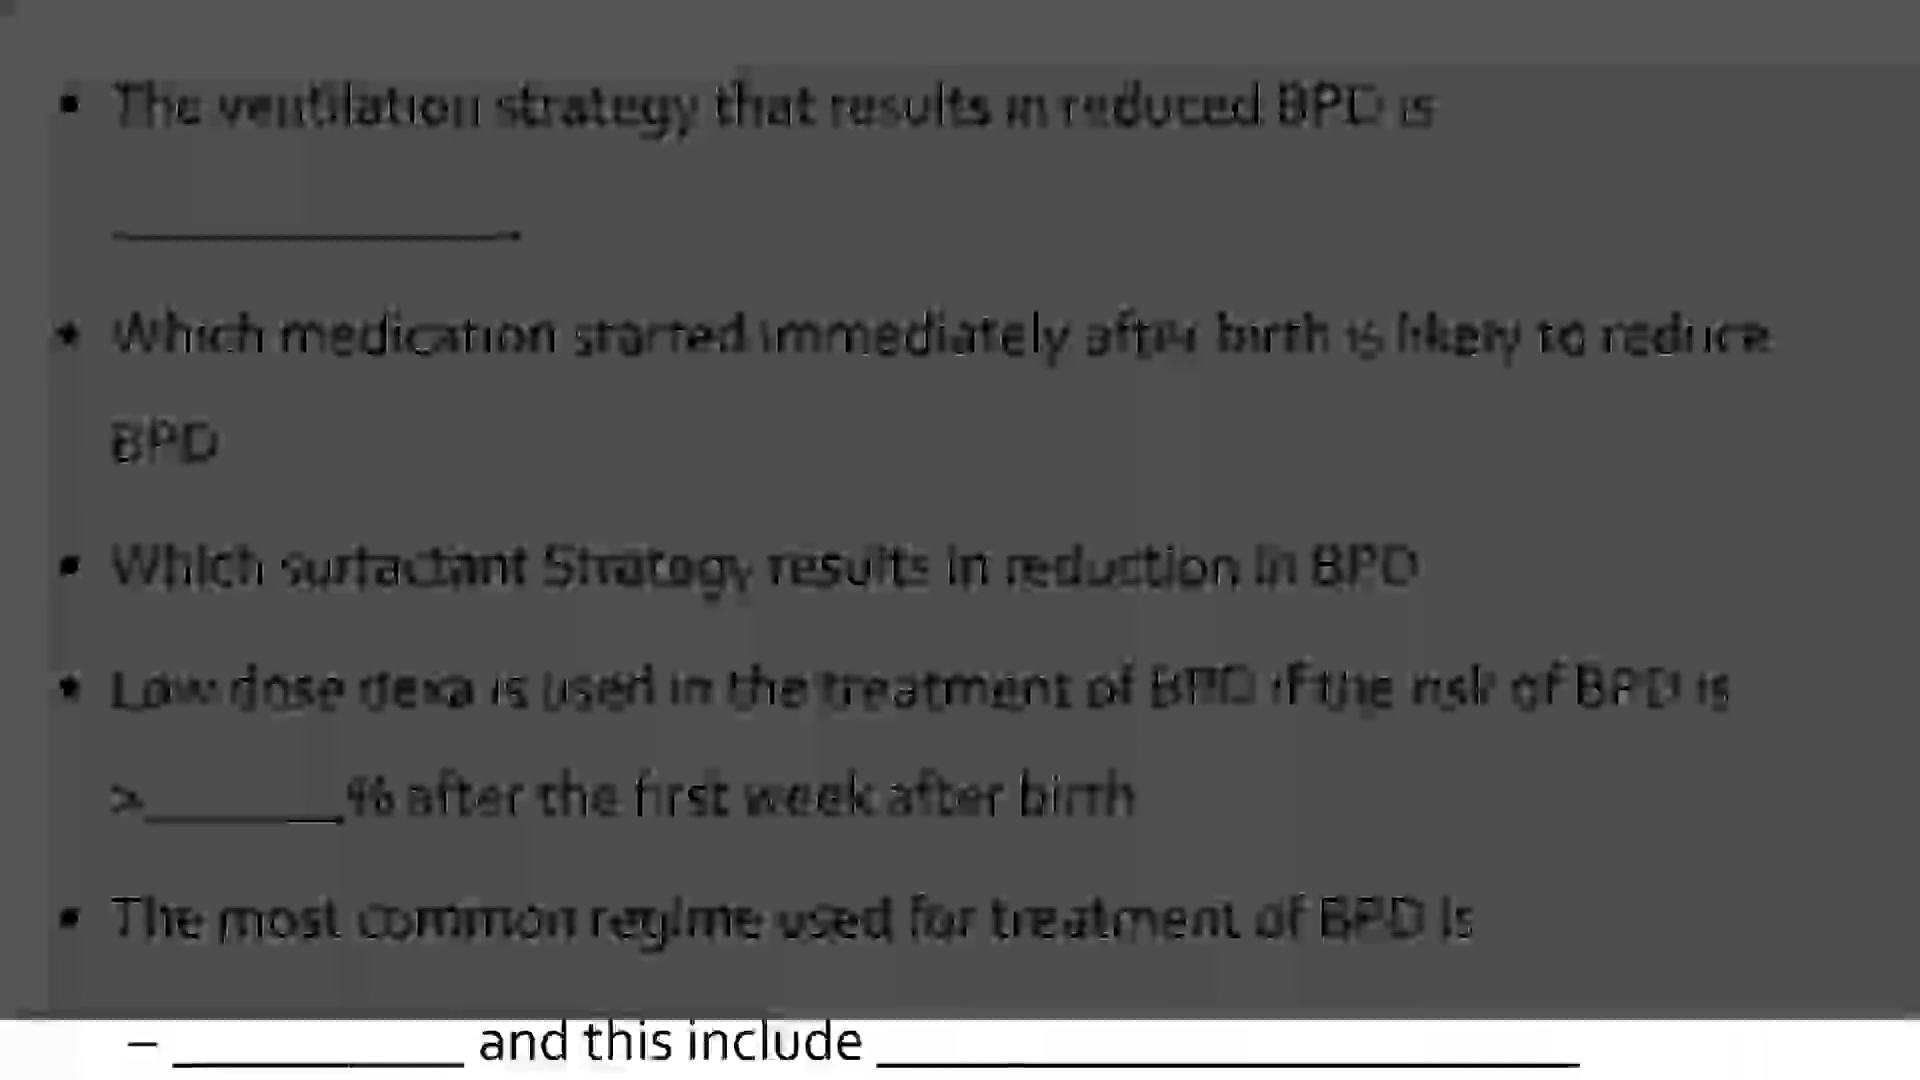 • The ventilation strategy that results in reduced BPD is
_______________.
• Which medication started immediately after birth is likely to reduce
BPD
• Which surfactant Strategy results in reduction in BPD
• Low dose dexa is used in the treatment of BPD if the risk of BPD is
>________% after the first week after birth
• The most common regime used for treatment of BPD is
– ___________ and this include ___________________________